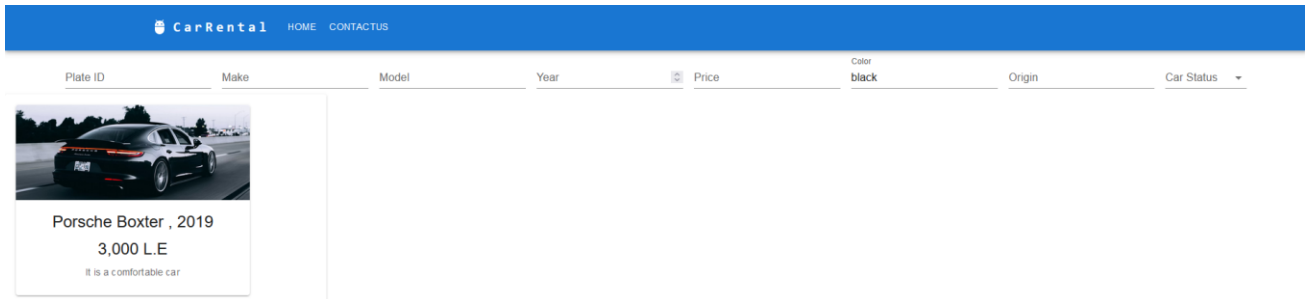 CarRental HOME CONTACTUS
Plate ID Make Model Year Price Color black Origin Car Status
Porsche Boxter , 2019
3,000 L.E
It is a comfortable car